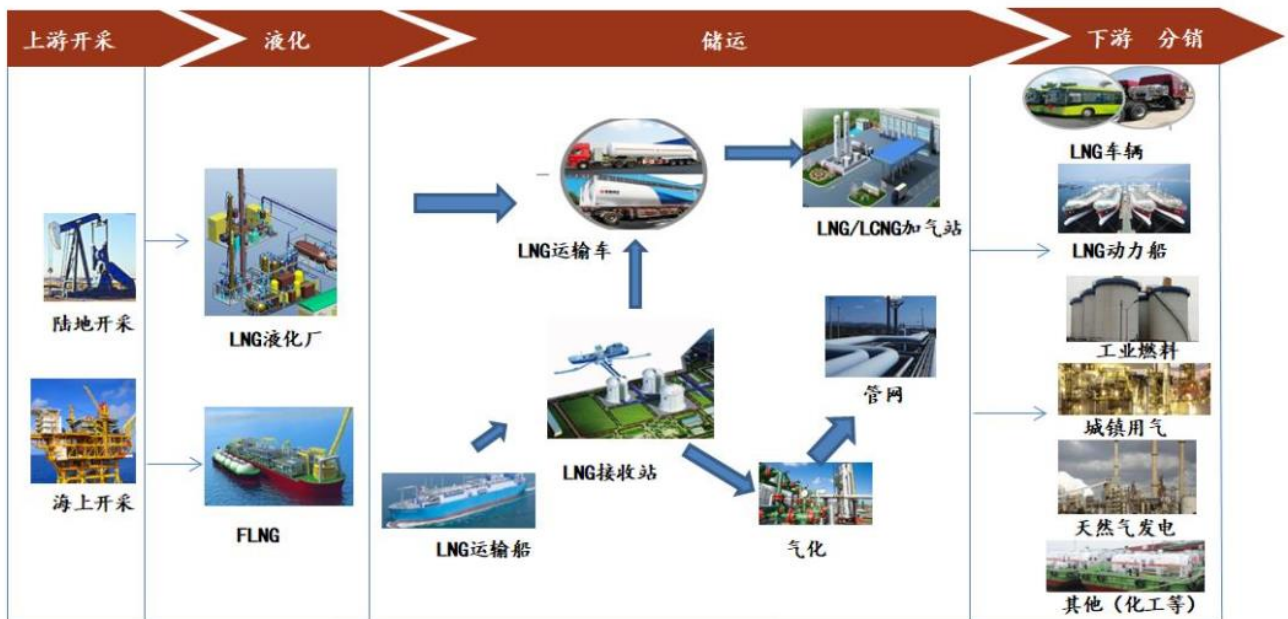 上游开采
液化
储运
下游 分销
LNG车辆
LNG运输车
LNG/LCNG加气站
LNG动力船
陆地开采
LNG液化厂
工业燃料
管网
城镇用气
海上开采
FLNG
LNG接收站
LNG运输船
气化
天然气发电
其他（化工等）